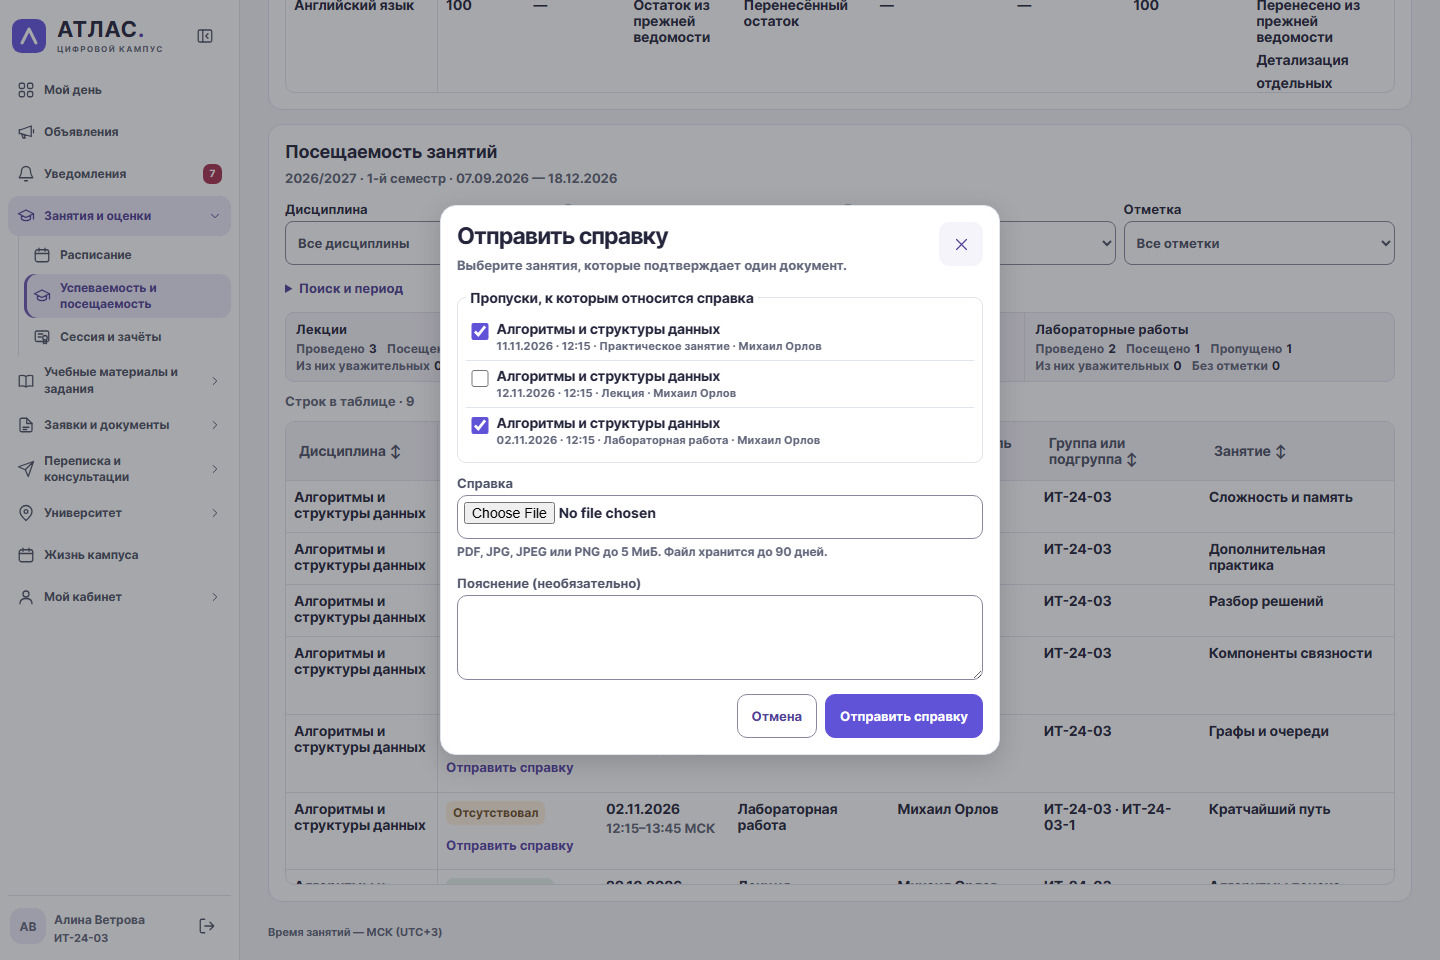 АТЛАС.
ЦИФРОВОЙ КАМПУС
Мой день
Объявления
Уведомления 7
Занятия и оценки
Расписание
Успеваемость и
посещаемость
Сессия и зачёты
Учебные материалы и
задания
Заявки и документы
Переписка и
консультации
Университет
Жизнь кампуса
Мой кабинет
АВ
Алина Ветрова
ИТ-24-03
Английский язык 100 — Остаток из Перенесённый — — 100 Перенесено из
прежней остаток прежней
ведомости ведомости
Детализация
отдельных
Посещаемость занятий
2026/2027 · 1-й семестр · 07.09.2026 — 18.12.2026
Дисциплина Отметка
Все дисциплины Все отметки
Поиск и период
Лекции Лабораторные работы
Проведено 3 Проведено 2 Посещено 1 Пропущено 1
Из них уважительных Из них уважительных 0 Без отметки 0
Строк в таблице · 9
Дисциплина Группа или Занятие
подгруппу
Алгоритмы и ИТ-24-03 Сложность и память
структуры данных
Алгоритмы и ИТ-24-03 Дополнительная
структуры данных практика
Алгоритмы и ИТ-24-03 Разбор решений
структуры данных
Алгоритмы и ИТ-24-03 Компоненты связности
структуры данных
Алгоритмы и ИТ-24-03 Графы и очереди
структуры данных
Отправить справку
Алгоритмы и Отсутствовал 02.11.2026 Лабораторная Михаил Орлов ИТ-24-03 · ИТ-24- Кратчайший путь
структуры данных 12:15–13:45 МСК работа 03-1
Отправить справку
Время занятий — МСК (UTC+3)
Отправить справку
Выберите занятия, которые подтверждает один документ.
Пропуски, к которым относится справка
Алгоритмы и структуры данных
11.11.2026 · 12:15 · Практическое занятие · Михаил Орлов
Алгоритмы и структуры данных
12.11.2026 · 12:15 · Лекция · Михаил Орлов
Алгоритмы и структуры данных
02.11.2026 · 12:15 · Лабораторная работа · Михаил Орлов
Справка
Choose File No file chosen
PDF, JPG, JPEG или PNG до 5 МиБ. Файл хранится до 90 дней.
Пояснение (необязательно)
Отмена Отправить справку